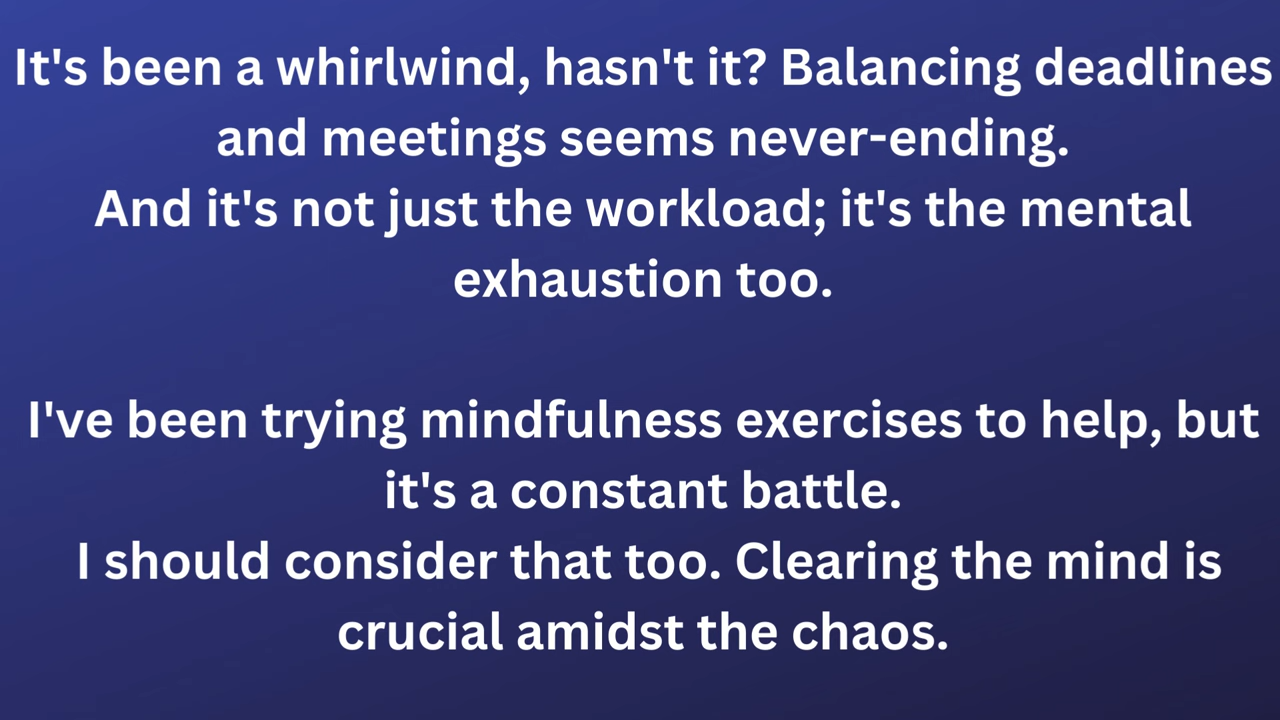 It's been a whirlwind, hasn't it? Balancing deadlines
and meetings seems never-ending.
And it's not just the workload; it's the mental
exhaustion too.
I've been trying mindfulness exercises to help, but
it's a constant battle.
I should consider that too. Clearing the mind is
crucial amidst the chaos.